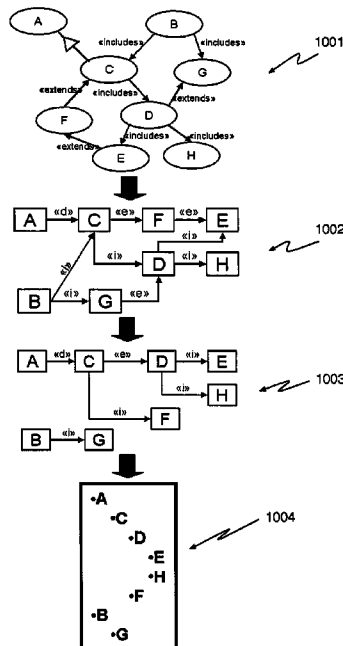 A
B
«includes»
«includes»
1001
C
G
«extends»
«includes»
«extends»
F
D
«includes»
«includes»
«extends»
E
H
A «d» C «e» F «e» E
1002
«i»
«i»
«i» D «i» H
B «i» G «e»
A «d» C «e» D «i» E
1003
«i» H
«i» F
B «i» G
1004
•A
•C
•D
•E
•H
•F
•B
•G